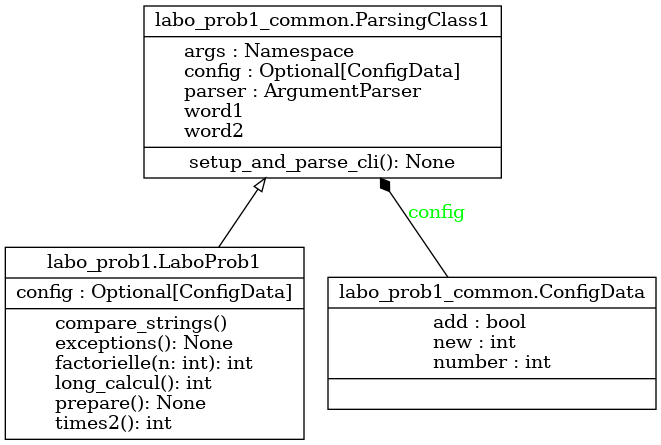 labo_prob1_common.ParsingClass1
args : Namespace
config : Optional[ConfigData]
parser : ArgumentParser
word1
word2
setup_and_parse_cli(): None
config
labo_prob1.LaboProb1
config : Optional[ConfigData]
compare_strings()
exceptions(): None
factorielle(n: int): int
long_calcul(): int
prepare(): None
times2(): int
labo_prob1_common.ConfigData
add : bool
new : int
number : int